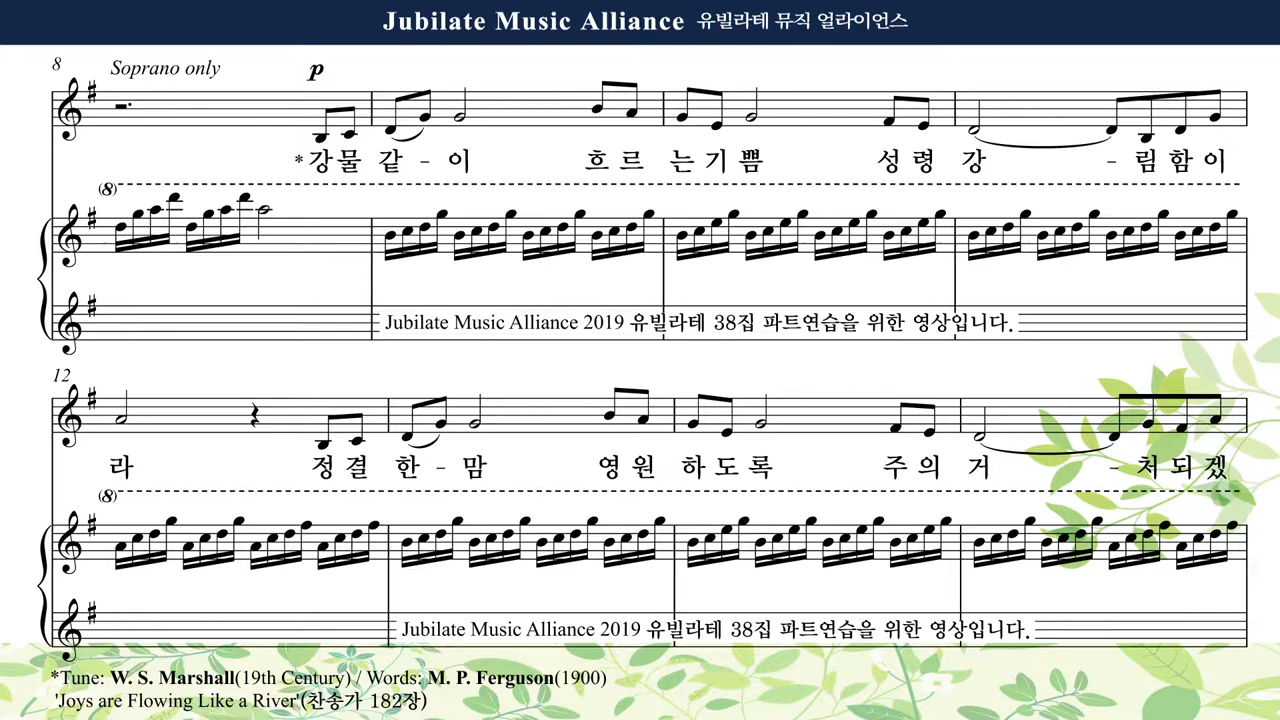 Jubilate Music Alliance 유빌라테 뮤직 얼라이언스
8 Soprano only p
*강물 같 - 이 흐르 는기 쁨 성령 강 - 림함이
(8)
Jubilate Music Alliance 2019 유빌라테 38집 파트연습을 위한 영상입니다.
12
라 정결 한 - 맘 영원 하도 록 주의 거 - 처되겠
(8)
Jubilate Music Alliance 2019 유빌라테 38집 파트연습을 위한 영상입니다.
*Tune: W. S. Marshall(19th Century) / Words: M. P. Ferguson(1900)
'Joys are Flowing Like a River'(찬송가 182장)